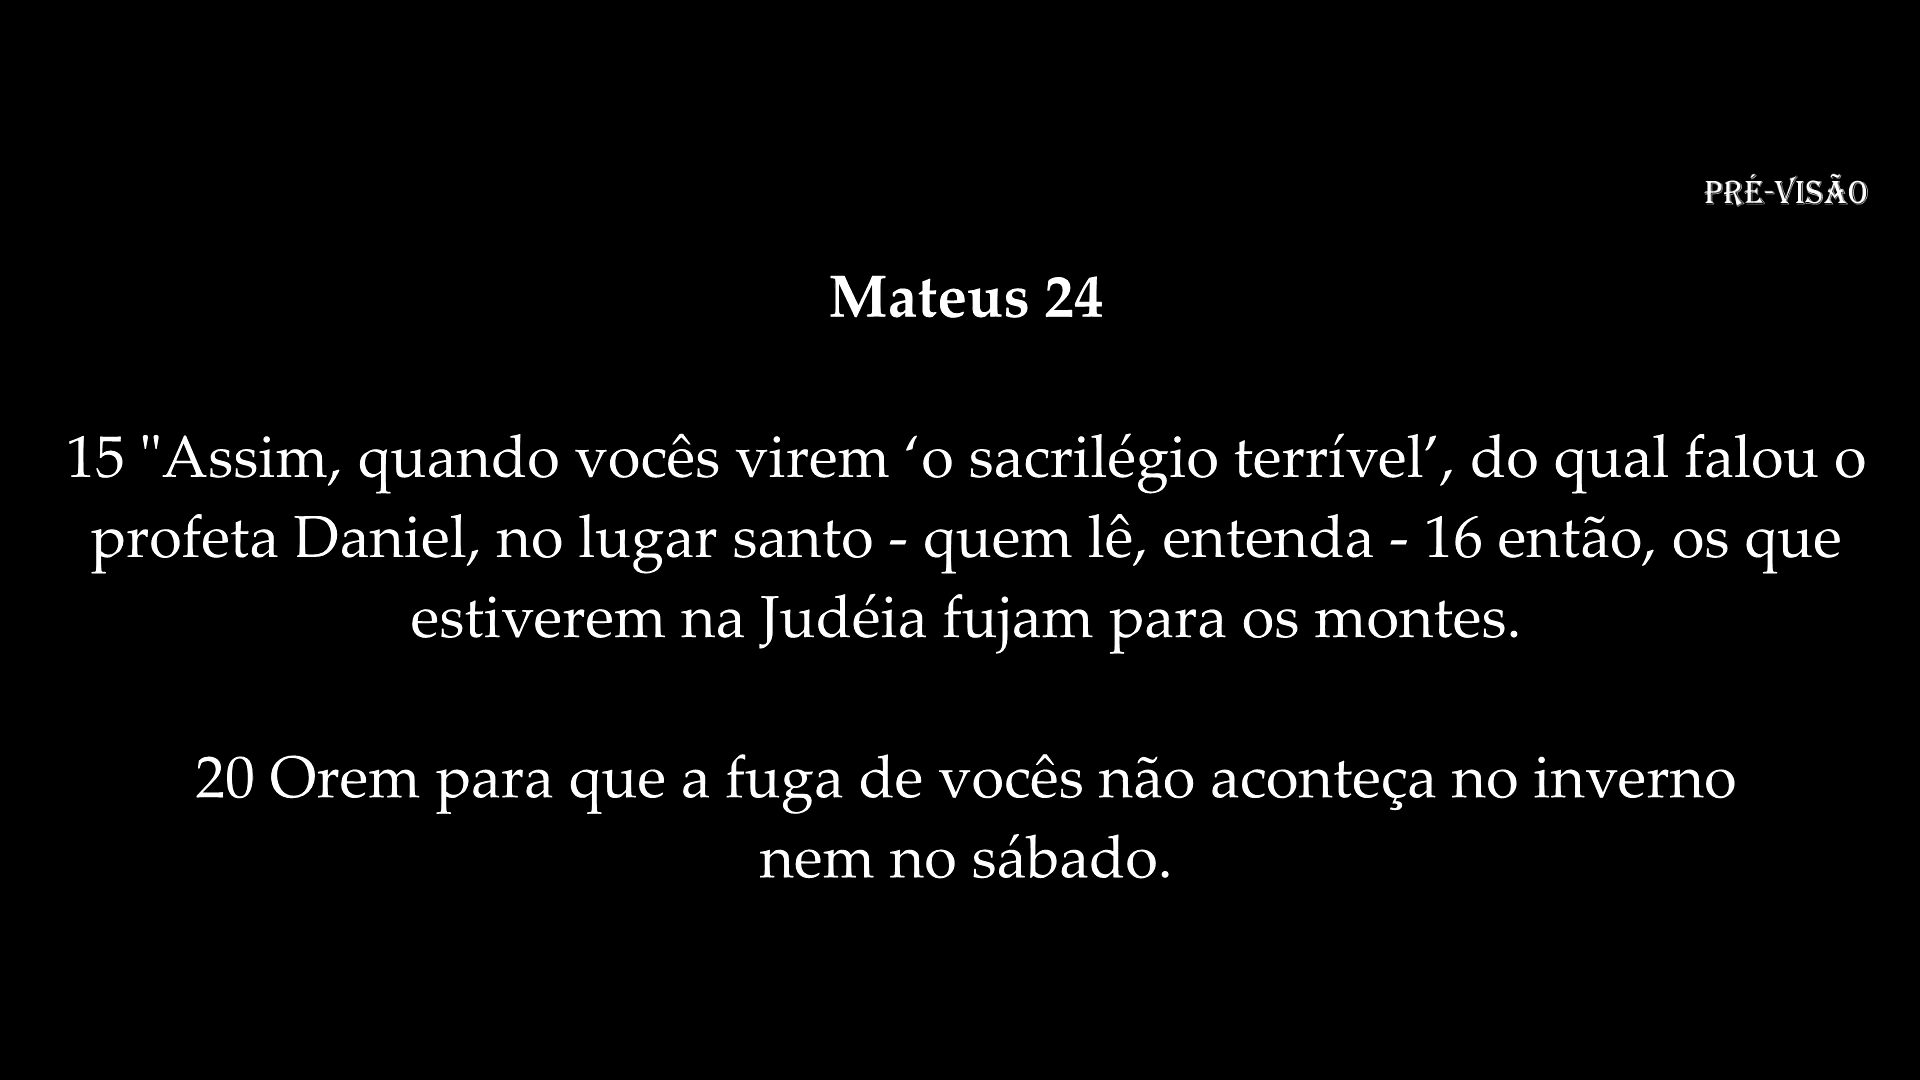 PRÉ-VISÃO
Mateus 24
15 "Assim, quando vocês virem ‘o sacrilégio terrível’, do qual falou o
profeta Daniel, no lugar santo - quem lê, entenda - 16 então, os que
estiverem na Judéia fujam para os montes.
20 Orem para que a fuga de vocês não aconteça no inverno
nem no sábado.